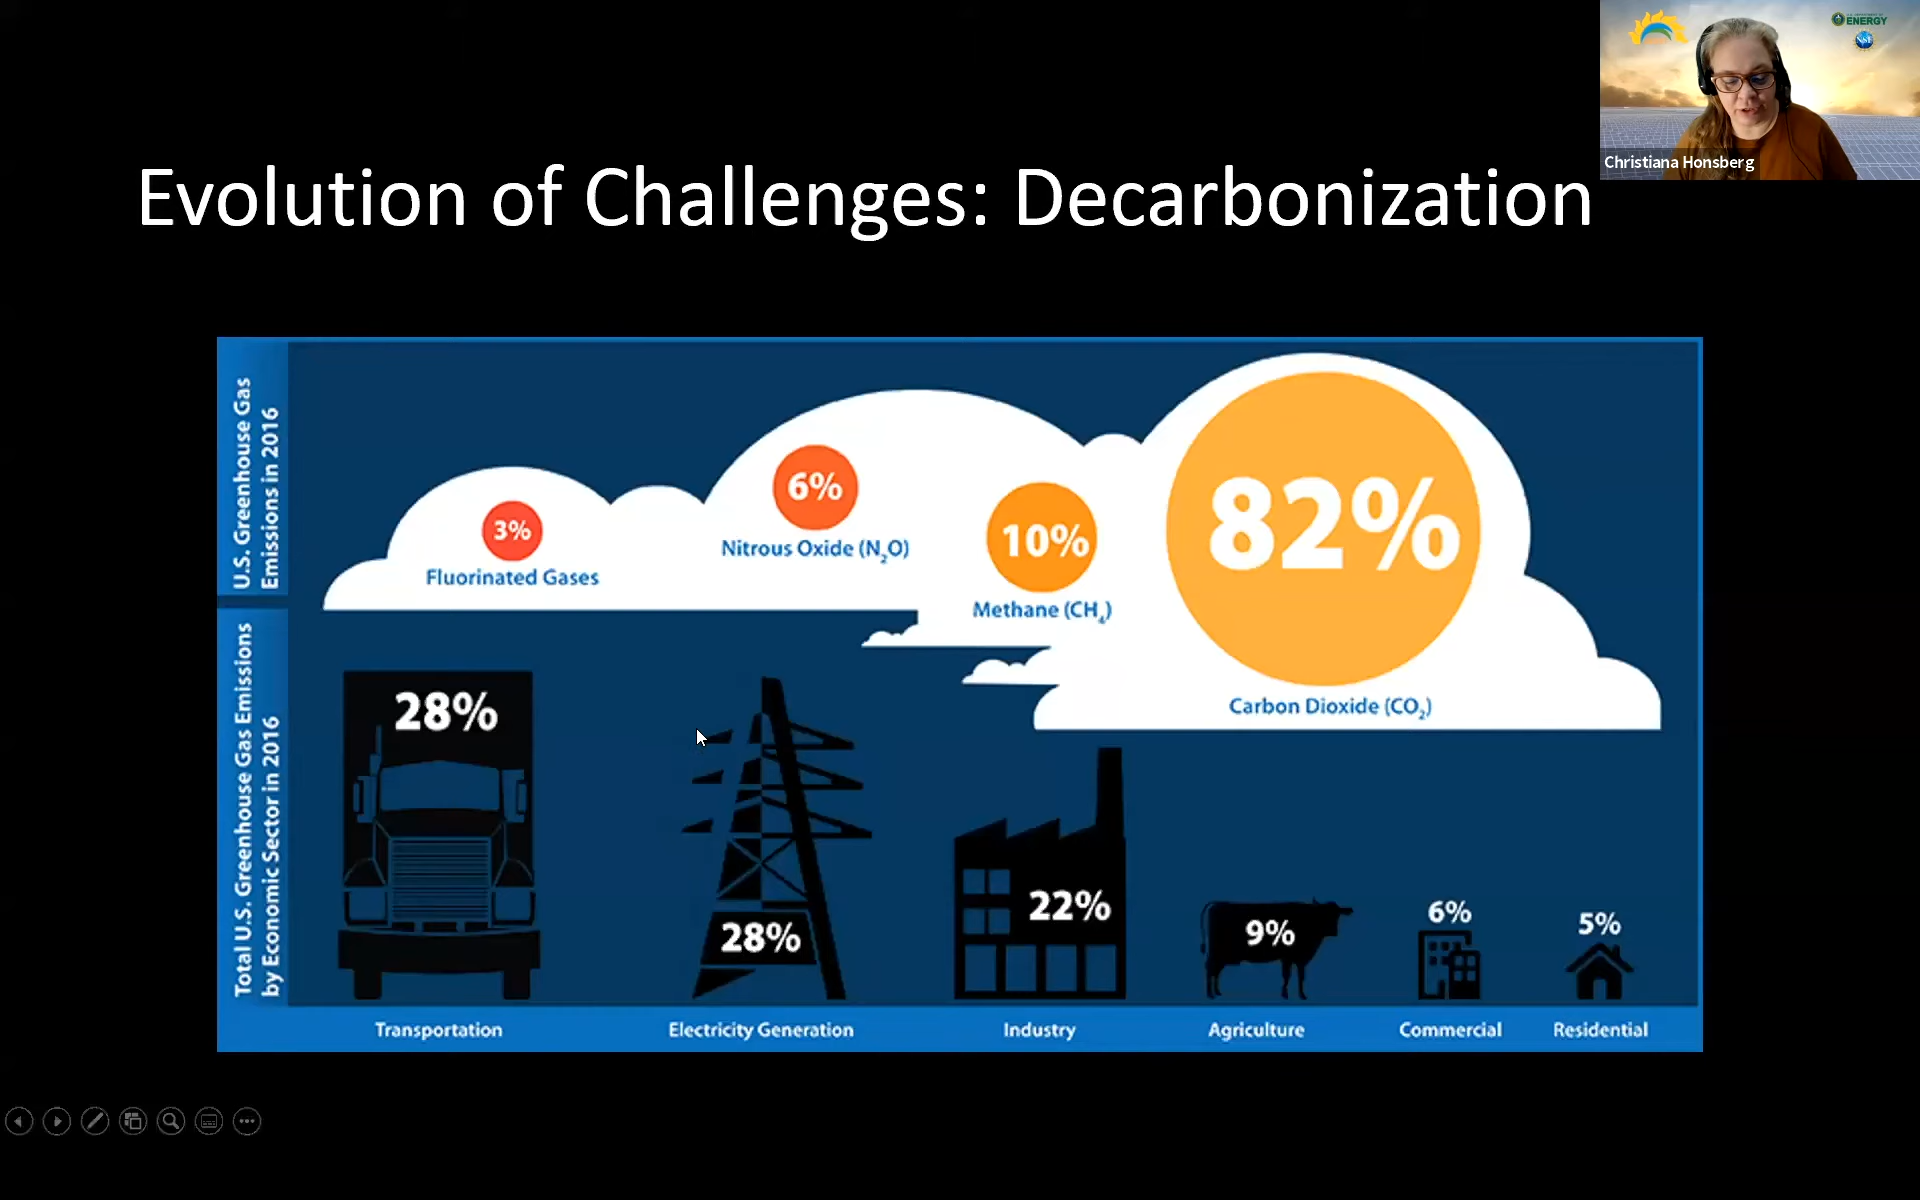 ENERGY
Christiana Honsberg
Evolution of Challenges: Decarbonization
U.S. Greenhouse Gas
Emissions in 2016
3%
Fluorinated Gases
6%
Nitrous Oxide (N₂O)
10%
Methane (CH₄)
82%
Carbon Dioxide (CO₂)
Total U.S. Greenhouse Gas Emissions
by Economic Sector in 2016
28%
28%
22%
9%
6%
5%
Transportation
Electricity Generation
Industry
Agriculture
Commercial
Residential